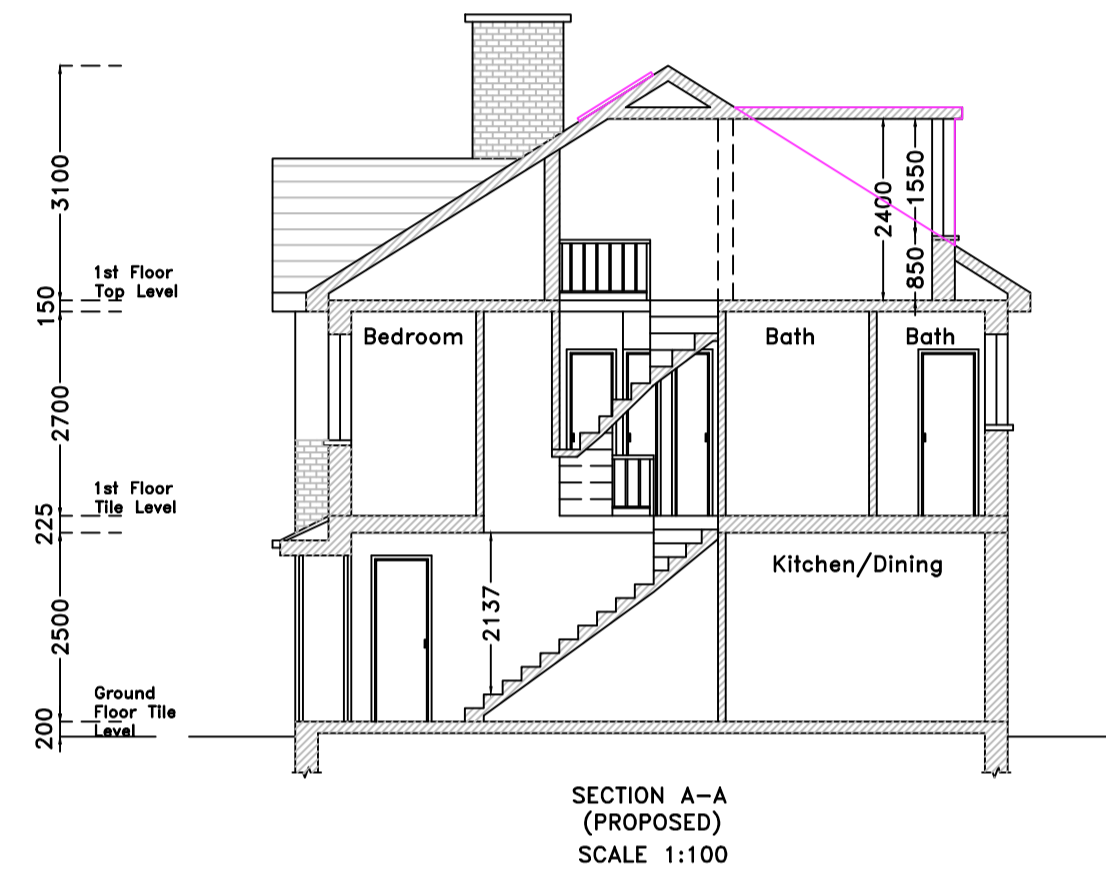 3100
1st Floor
Top Level
150
2700
1st Floor
Tile Level
225
2500
Ground
Floor Tile
Level
200
2400
1550
850
Bedroom
Bath
Bath
2137
Kitchen/Dining
SECTION A-A
(PROPOSED)
SCALE 1:100